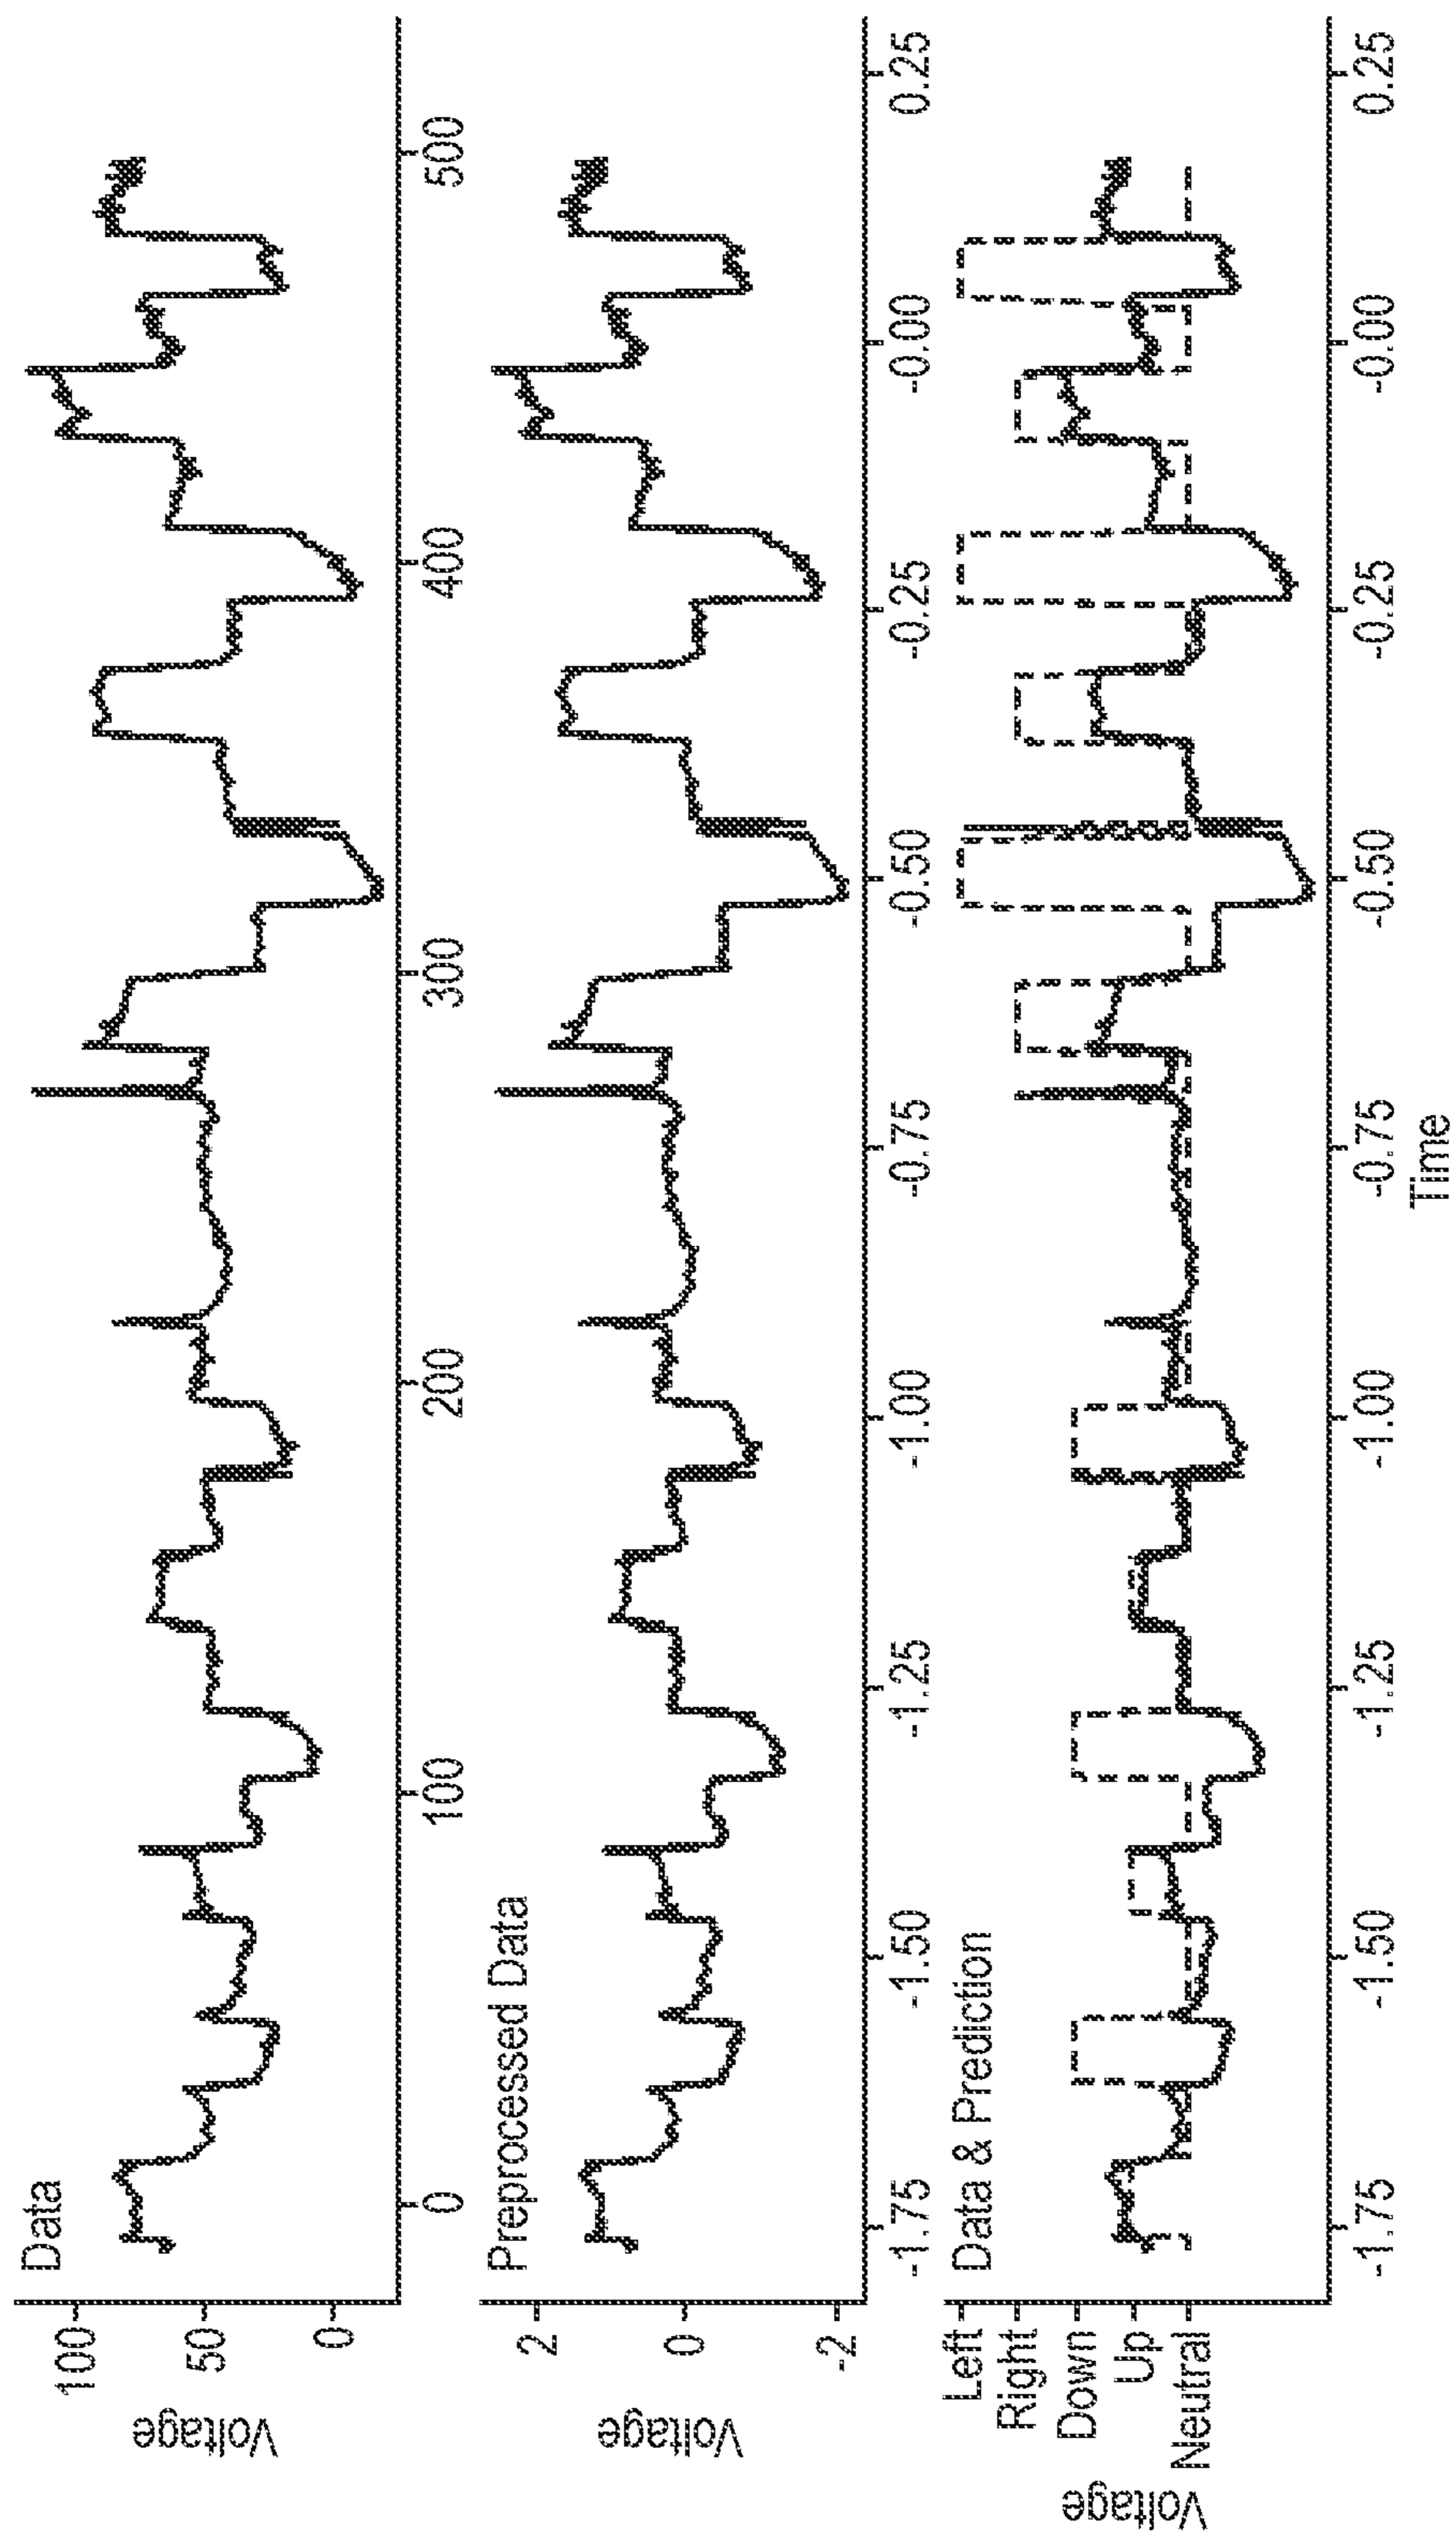 Data
Voltage
100
50
0
0
100
200
300
400
500
Preprocessed Data
Voltage
2
0
-2
-1.75
-1.50
-1.25
-1.00
-0.75
-0.50
-0.25
-0.00
0.25
Data & Prediction
Voltage
Left
Right
Down
Up
Neutral
-1.75
-1.50
-1.25
-1.00
-0.75
-0.50
-0.25
-0.00
0.25
Time